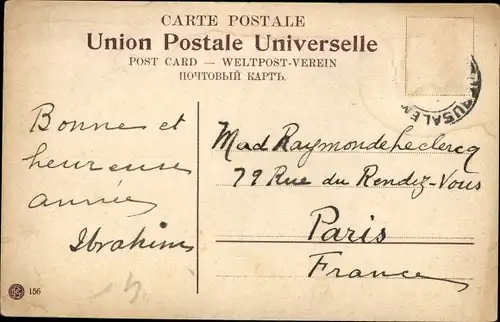 CARTE POSTALE
Union Postale Universelle
POST CARD — WELTPOST-VEREIN
ПОЧТОВЫЙ КАРТЪ.
JERUSALEM
Bonne et
heureuse
année
Ibrahim
Mad Raymonde Leclercq
79 Rue du Rendez-Vous
Paris
France
156